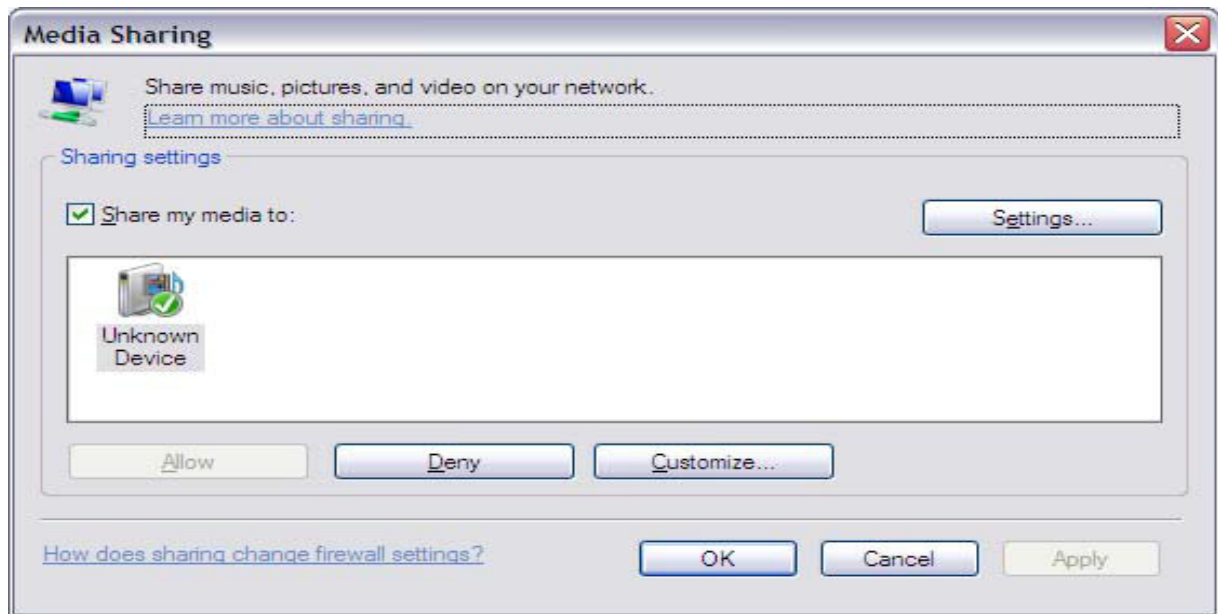 Media Sharing
Share music, pictures, and video on your network.
Learn more about sharing.
Sharing settings
Share my media to:
Settings...
Unknown
Device
Allow
Deny
Customize...
How does sharing change firewall settings?
OK
Cancel
Apply